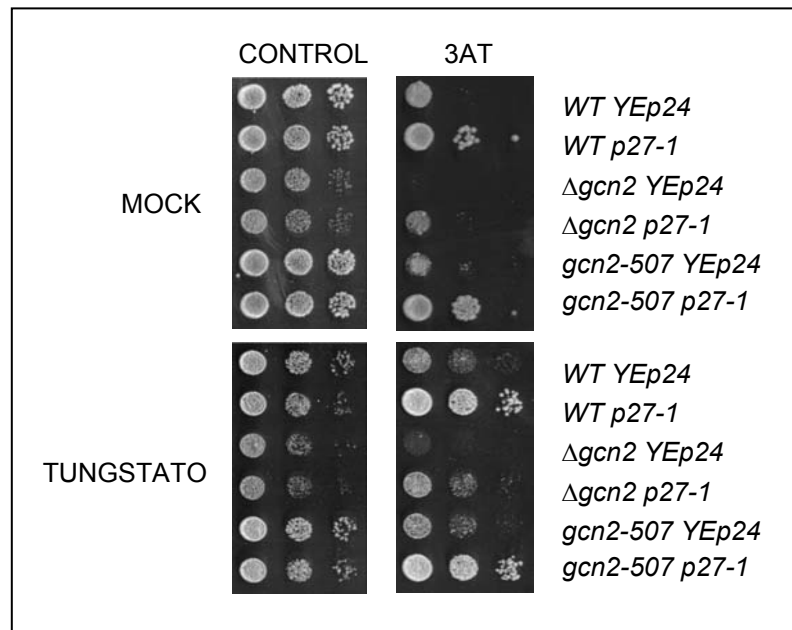 CONTROL 3AT
MOCK
WT YEp24
WT p27-1
Δgcn2 YEp24
Δgcn2 p27-1
gcn2-507 YEp24
gcn2-507 p27-1
TUNGSTATO
WT YEp24
WT p27-1
Δgcn2 YEp24
Δgcn2 p27-1
gcn2-507 YEp24
gcn2-507 p27-1